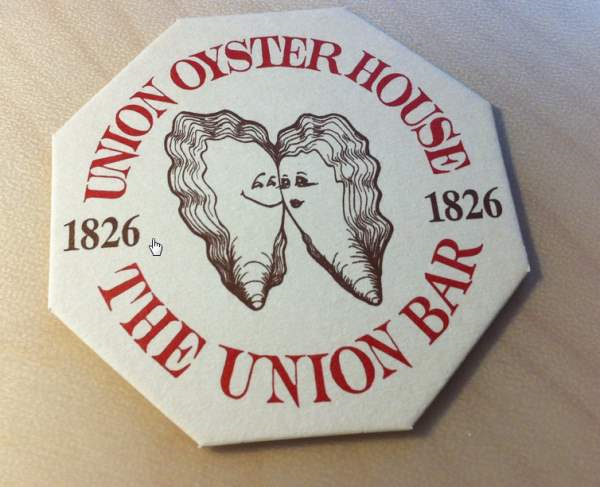 UNION OYSTER HOUSE
1826
1826
THE UNION BAR